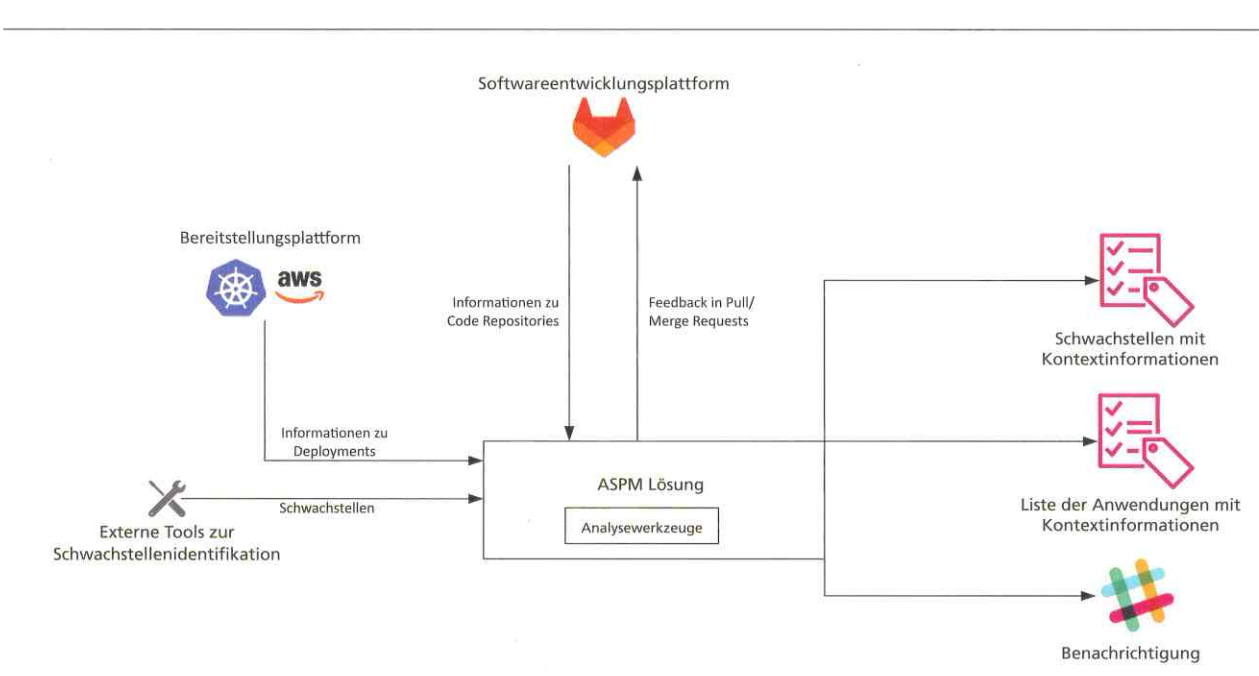 Softwareentwicklungsplattform
Bereitstellungsplattform
aws
Informationen zu
Code Repositories
Feedback in Pull/
Merge Requests
Schwachstellen mit
Kontextinformationen
Informationen zu
Deployments
ASPM Lösung
Analysewerkzeuge
Schwachstellen
Externe Tools zur
Schwachstellenidentifikation
Liste der Anwendungen mit
Kontextinformationen
Benachrichtigung